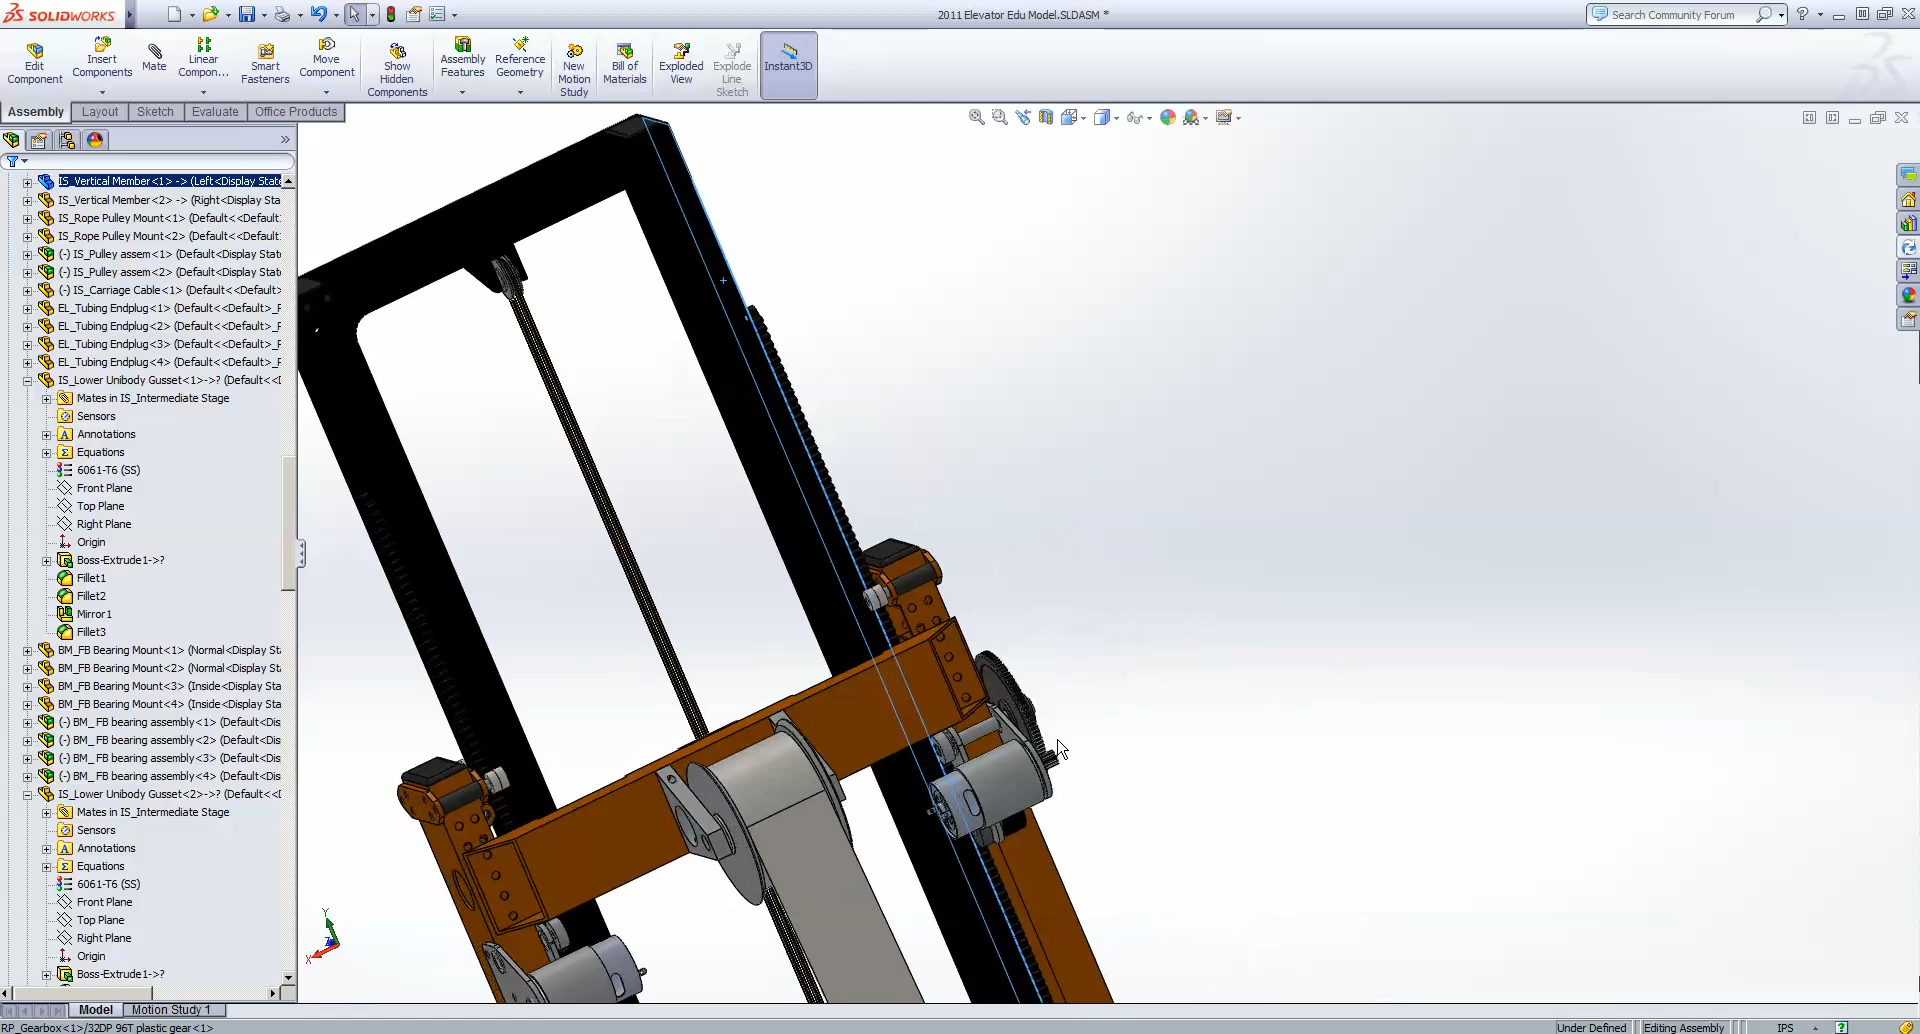 SOLIDWORKS
2011 Elevator Edu Model.SLDASM *
Search Community Forum
Edit Component
Insert Components
Mate
Linear Compon...
Smart Fasteners
Move Component
Show Hidden Components
Assembly Features
Reference Geometry
New Motion Study
Bill of Materials
Exploded View
Explode Line Sketch
Instant3D
Assembly Layout Sketch Evaluate Office Products
IS_Vertical Member<1> -> (Left<Display State
IS_Vertical Member<2> -> (Right<Display Sta
IS_Rope Pulley Mount<1> (Default<<Default
IS_Rope Pulley Mount<2> (Default<<Default
(-) IS_Pulley assem<1> (Default<Display Stat
(-) IS_Pulley assem<2> (Default<Display Stat
(-) IS_Carriage Cable<1> (Default<<Default>
EL_Tubing Endplug<1> (Default<<Default>_F
EL_Tubing Endplug<2> (Default<<Default>_F
EL_Tubing Endplug<3> (Default<<Default>_F
EL_Tubing Endplug<4> (Default<<Default>_F
IS_Lower Unibody Gusset<1>->? (Default<<D
Mates in IS_Intermediate Stage
Sensors
Annotations
Equations
6061-T6 (SS)
Front Plane
Top Plane
Right Plane
Origin
Boss-Extrude1->?
Fillet1
Fillet2
Mirror1
Fillet3
BM_FB Bearing Mount<1> (Normal<Display St
BM_FB Bearing Mount<2> (Normal<Display St
BM_FB Bearing Mount<3> (Inside<Display Sta
BM_FB Bearing Mount<4> (Inside<Display Sta
(-) BM_ FB bearing assembly<1> (Default<Dis
(-) BM_ FB bearing assembly<2> (Default<Dis
(-) BM_ FB bearing assembly<3> (Default<Dis
(-) BM_ FB bearing assembly<4> (Default<Dis
IS_Lower Unibody Gusset<2>->? (Default<<D
Mates in IS_Intermediate Stage
Sensors
Annotations
Equations
6061-T6 (SS)
Front Plane
Top Plane
Right Plane
Origin
Boss-Extrude1->?
Y
Z
X
Model Motion Study 1
RP_Gearbox<1>/32DP 96T plastic gear<1>
Under Defined Editing Assembly IPS